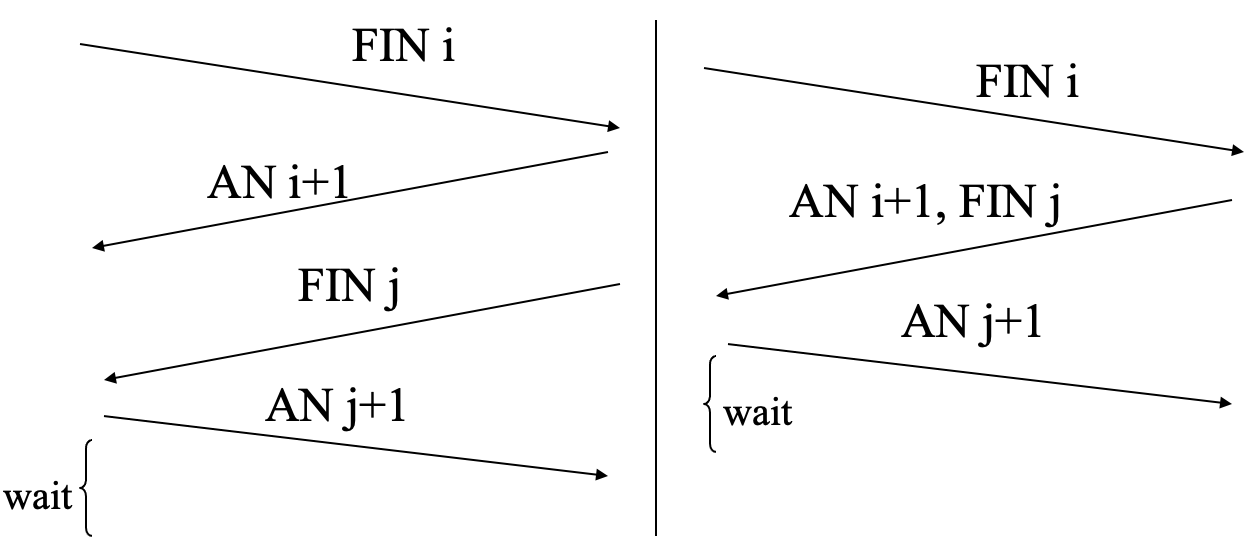 FIN i
AN i+1
FIN j
AN j+1
wait
FIN i
AN i+1, FIN j
AN j+1
wait